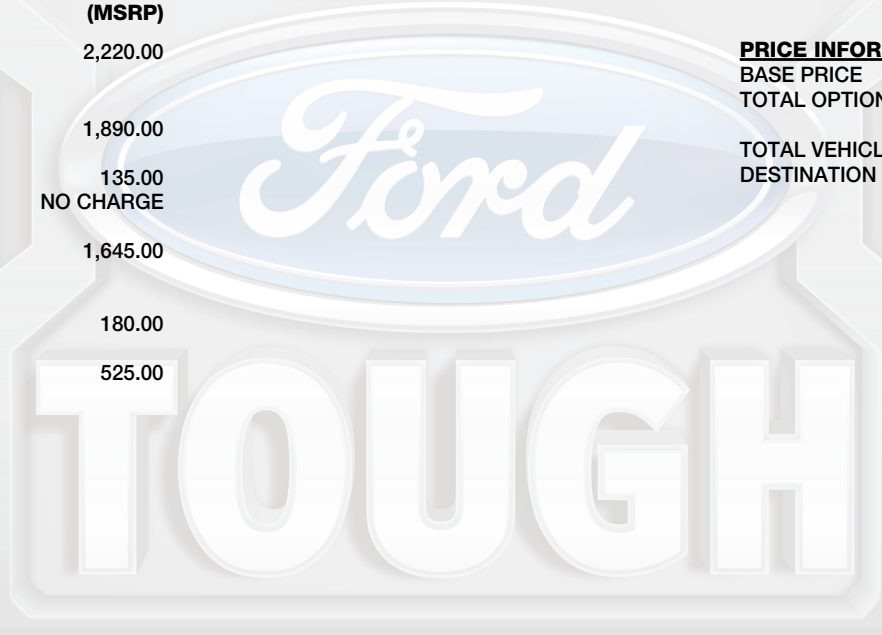 (MSRP)
2,220.00
1,890.00
135.00
NO CHARGE
1,645.00
180.00
525.00
PRICE INFOR
BASE PRICE
TOTAL OPTION
TOTAL VEHICL
DESTINATION
Ford
TOUGH